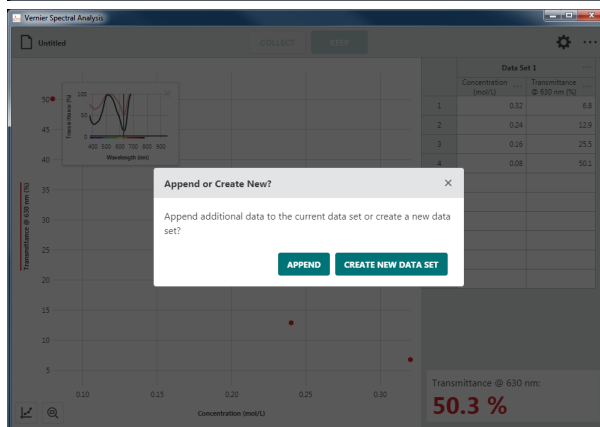 Vernier Spectral Analysis
Untitled
COLLECT
KEEP
Data Set 1
Concentration (mol/L)
Transmittance @ 630 nm (%)
1 0.32 6.8
2 0.24 12.9
3 0.16 25.5
4 0.08 50.1
Transmittance (%)
100
50
0
400 500 600 700 800 900
Wavelength (nm)
Transmittance @ 630 nm (%)
50
45
40
35
30
25
20
15
10
5
0.10 0.15 0.20 0.25 0.30
Concentration (mol/L)
Append or Create New?
Append additional data to the current data set or create a new data
set?
APPEND
CREATE NEW DATA SET
Transmittance @ 630 nm:
50.3 %